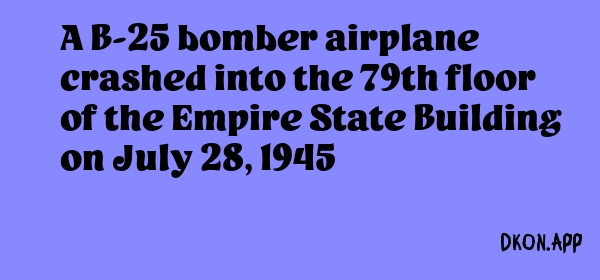 A B-25 bomber airplane
crashed into the 79th floor
of the Empire State Building
on July 28, 1945
DKON.APP